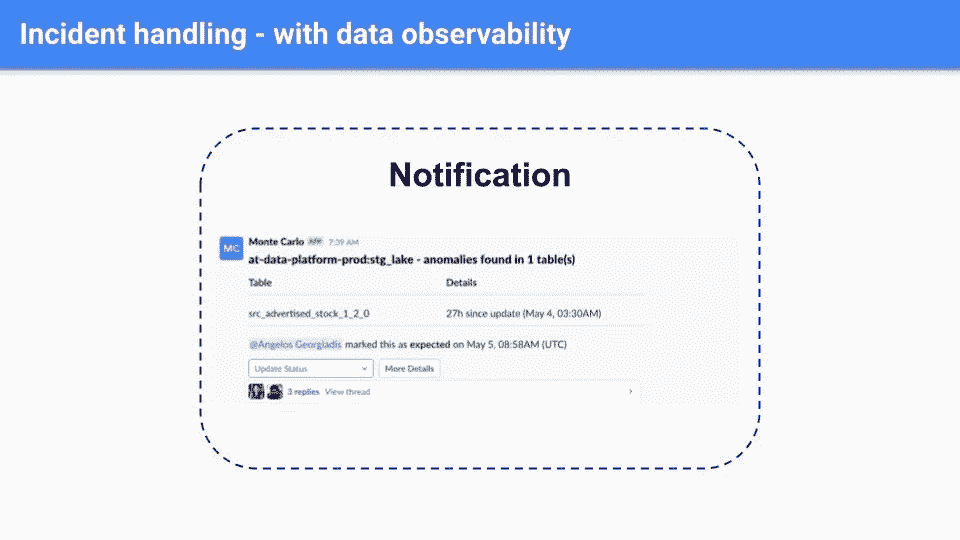 Incident handling - with data observability
Notification
MC
Monte Carlo APP 7:39 AM
at-data-platform-prod:stg_lake - anomalies found in 1 table(s)
Table Details
src_advertised_stock_1_2_0 27h since update (May 4, 03:30AM)
@Angelos Georgiadis marked this as expected on May 5, 08:58AM (UTC)
Update Status More Details
3 replies View thread